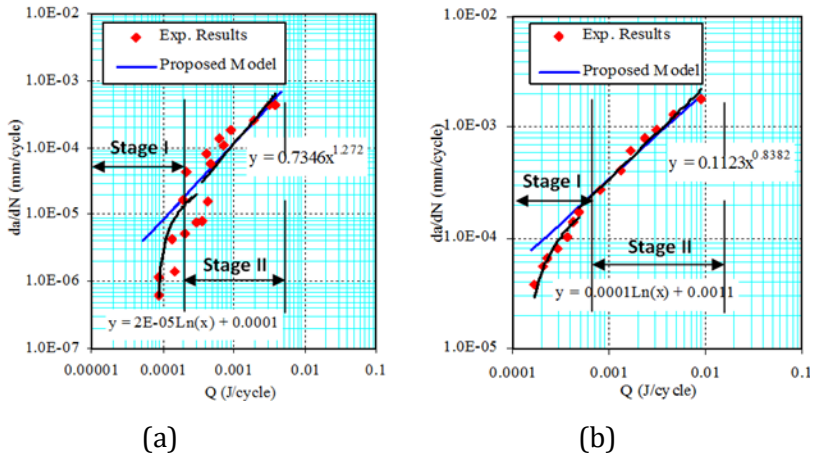 1.0E-02
1.0E-03
1.0E-04
1.0E-05
1.0E-06
1.0E-07
da/dN (mm/cycle)
Exp. Results
Proposed Model
Stage I
y = 0.7346x^1.272
Stage II
y = 2E-05Ln(x) + 0.0001
0.00001 0.0001 0.001 0.01 0.1
Q (J/cycle)
(a)
1.0E-02
1.0E-03
1.0E-04
1.0E-05
da/dN (mm/cycle)
Exp. Results
Proposed Model
y = 0.1123x^0.8382
Stage I
Stage II
y = 0.0001Ln(x) + 0.0011
0.0001 0.001 0.01 0.1
Q (J/cycle)
(b)